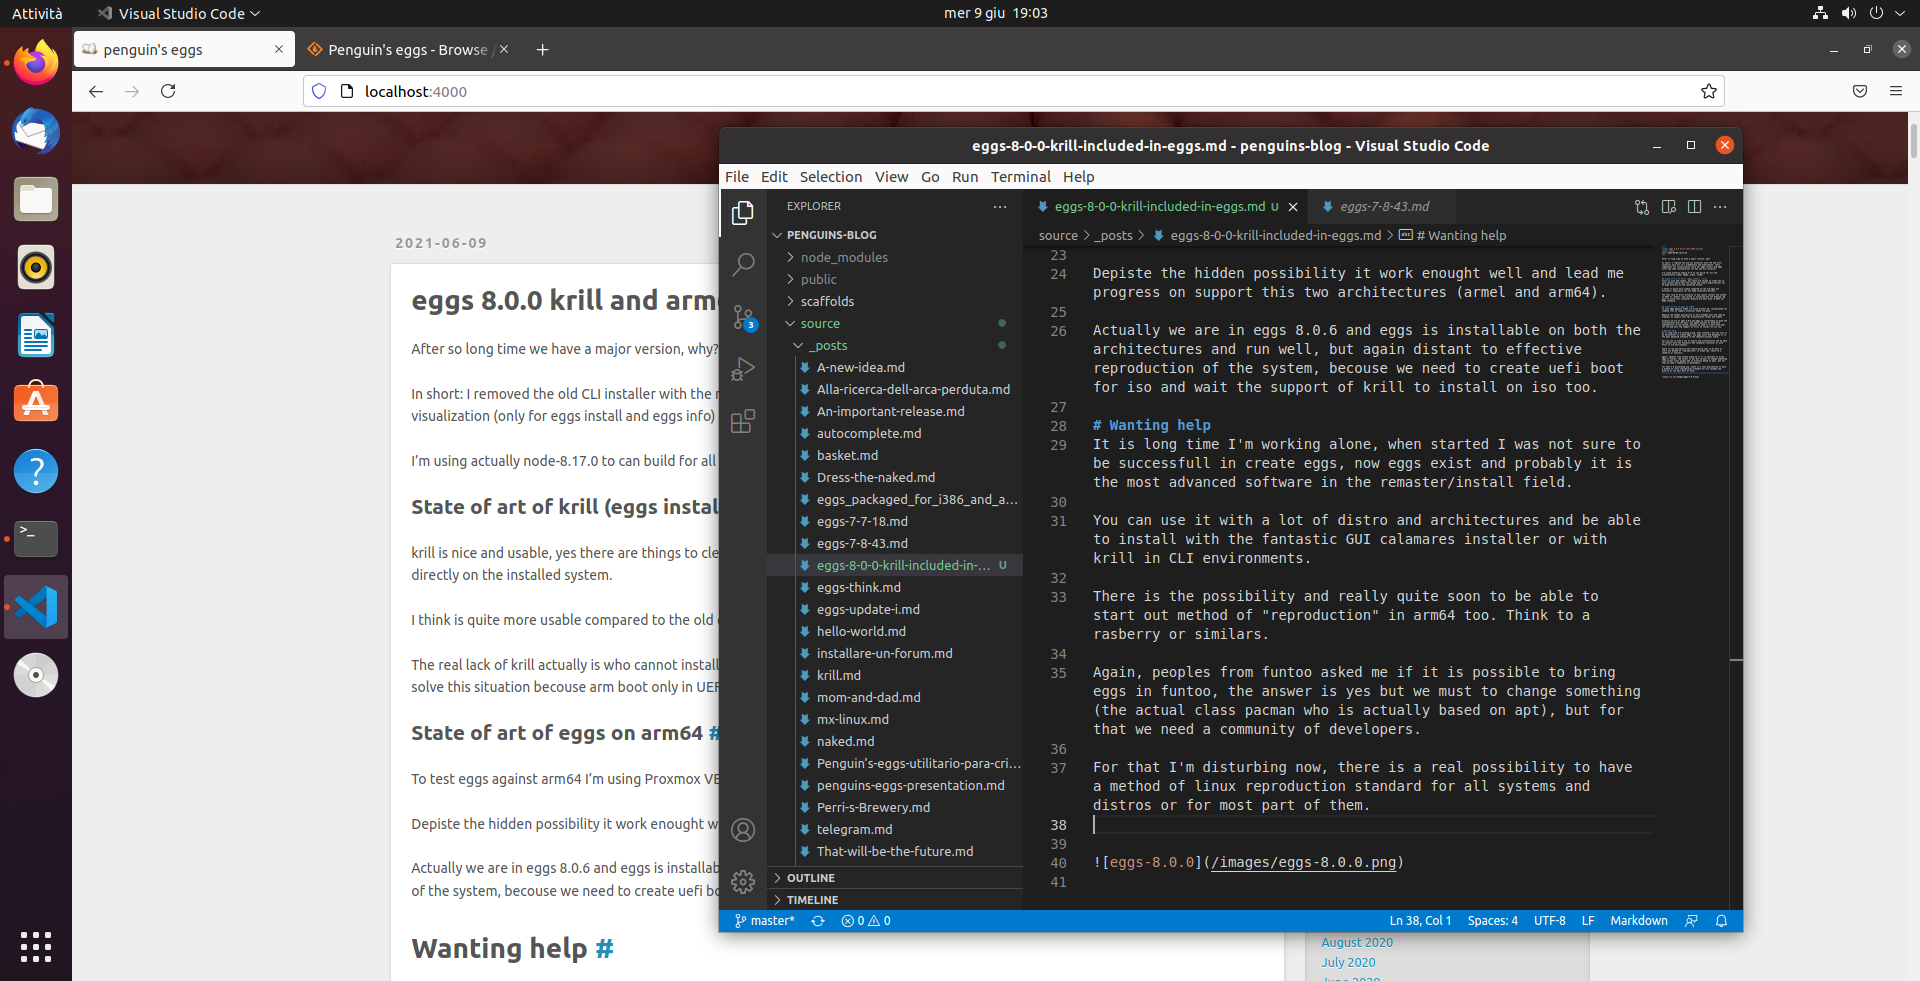 Attività
Visual Studio Code
mer 9 giu 19:03
penguin's eggs
Penguin's eggs - Browse
localhost:4000
2021-06-09
eggs 8.0.0 krill and arm
After so long time we have a major version, why?
In short: I removed the old CLI installer with the
visualization (only for eggs install and eggs info)
I'm using actually node-8.17.0 to can build for all
State of art of krill (eggs instal
krill is nice and usable, yes there are things to cle
directly on the installed system.
I think is quite more usable compared to the old
The real lack of krill actually is who cannot instal
solve this situation becouse arm boot only in UEF
State of art of eggs on arm64 #
To test eggs against arm64 I'm using Proxmox VE
Depiste the hidden possibility it work enought w
Actually we are in eggs 8.0.6 and eggs is installab
of the system, becouse we need to create uefi bo
Wanting help #
August 2020
July 2020
June 2020
eggs-8-0-0-krill-included-in-eggs.md - penguins-blog - Visual Studio Code
File Edit Selection View Go Run Terminal Help
EXPLORER
PENGUINS-BLOG
node_modules
public
scaffolds
source
_posts
A-new-idea.md
Alla-ricerca-dell-arca-perduta.md
An-important-release.md
autocomplete.md
basket.md
Dress-the-naked.md
eggs_packaged_for_i386_and_a...
eggs-7-7-18.md
eggs-7-8-43.md
eggs-8-0-0-krill-included-in-... U
eggs-think.md
eggs-update-i.md
hello-world.md
installare-un-forum.md
krill.md
mom-and-dad.md
mx-linux.md
naked.md
Penguin's-eggs-utilitario-para-cri...
penguins-eggs-presentation.md
Perri-s-Brewery.md
telegram.md
That-will-be-the-future.md
OUTLINE
TIMELINE
3
eggs-8-0-0-krill-included-in-eggs.md U
eggs-7-8-43.md
source > _posts > eggs-8-0-0-krill-included-in-eggs.md > # Wanting help
23
24 Depiste the hidden possibility it work enought well and lead me
progress on support this two architectures (armel and arm64).
25
26 Actually we are in eggs 8.0.6 and eggs is installable on both the
architectures and run well, but again distant to effective
reproduction of the system, becouse we need to create uefi boot
for iso and wait the support of krill to install on iso too.
27
28 # Wanting help
29 It is long time I'm working alone, when started I was not sure to
be successfull in create eggs, now eggs exist and probably it is
the most advanced software in the remaster/install field.
30
31 You can use it with a lot of distro and architectures and be able
to install with the fantastic GUI calamares installer or with
krill in CLI environments.
32
33 There is the possibility and really quite soon to be able to
start out method of "reproduction" in arm64 too. Think to a
rasberry or similars.
34
35 Again, peoples from funtoo asked me if it is possible to bring
eggs in funtoo, the answer is yes but we must to change something
(the actual class pacman who is actually based on apt), but for
that we need a community of developers.
36
37 For that I'm disturbing now, there is a real possibility to have
a method of linux reproduction standard for all systems and
distros or for most part of them.
38
39
40 ![eggs-8.0.0](/images/eggs-8.0.0.png)
41
master* 0 0
Ln 38, Col 1 Spaces: 4 UTF-8 LF Markdown